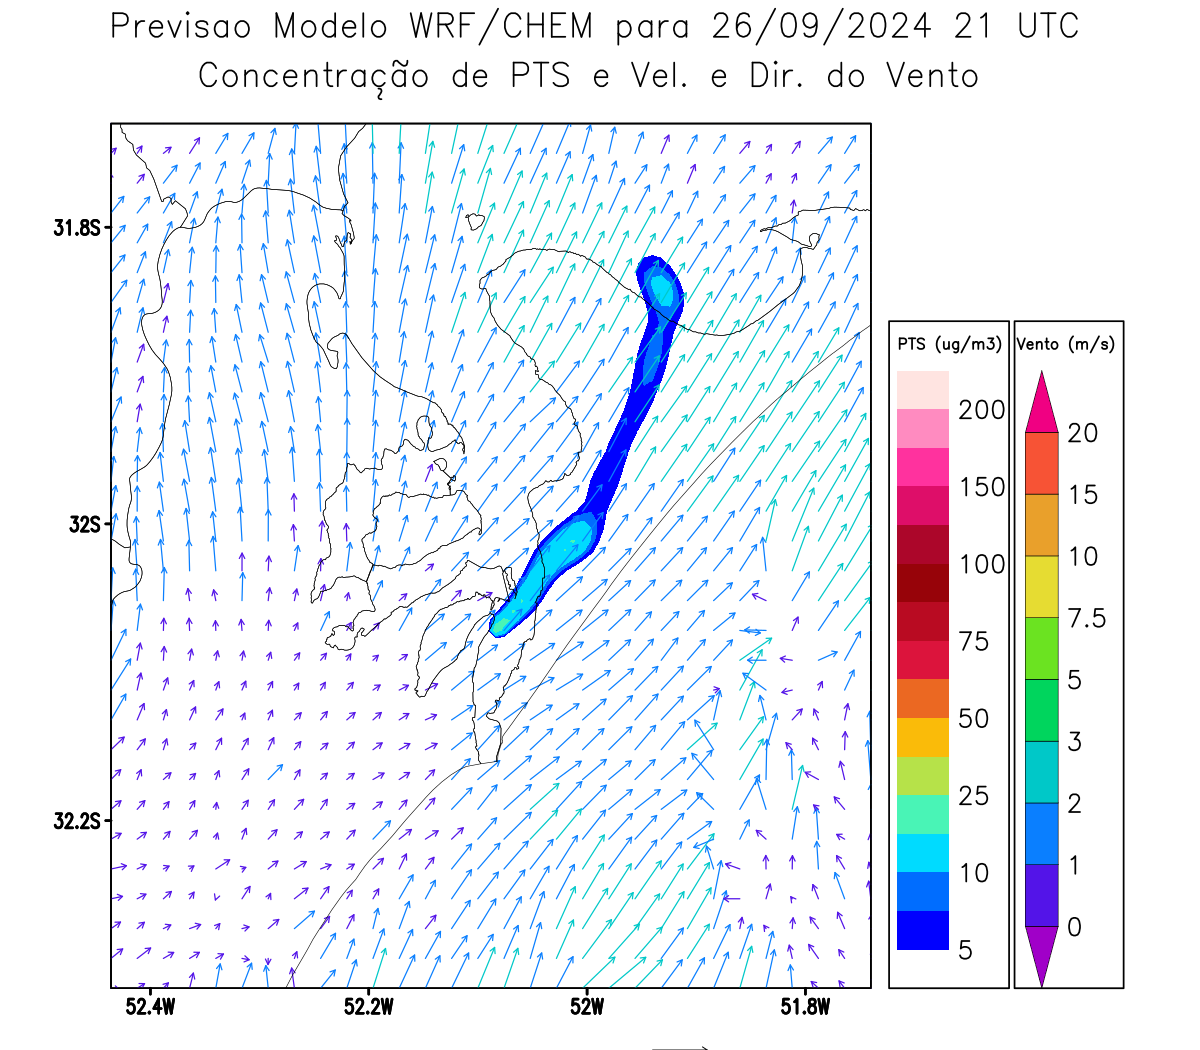 Previsao Modelo WRF/CHEM para 26/09/2024 21 UTC
Concentração de PTS e Vel. e Dir. do Vento
31.8S
32S
32.2S
52.4W 52.2W 52W 51.8W
PTS (ug/m3)
200
150
100
75
50
25
10
5
Vento (m/s)
20
15
10
7.5
5
3
2
1
0